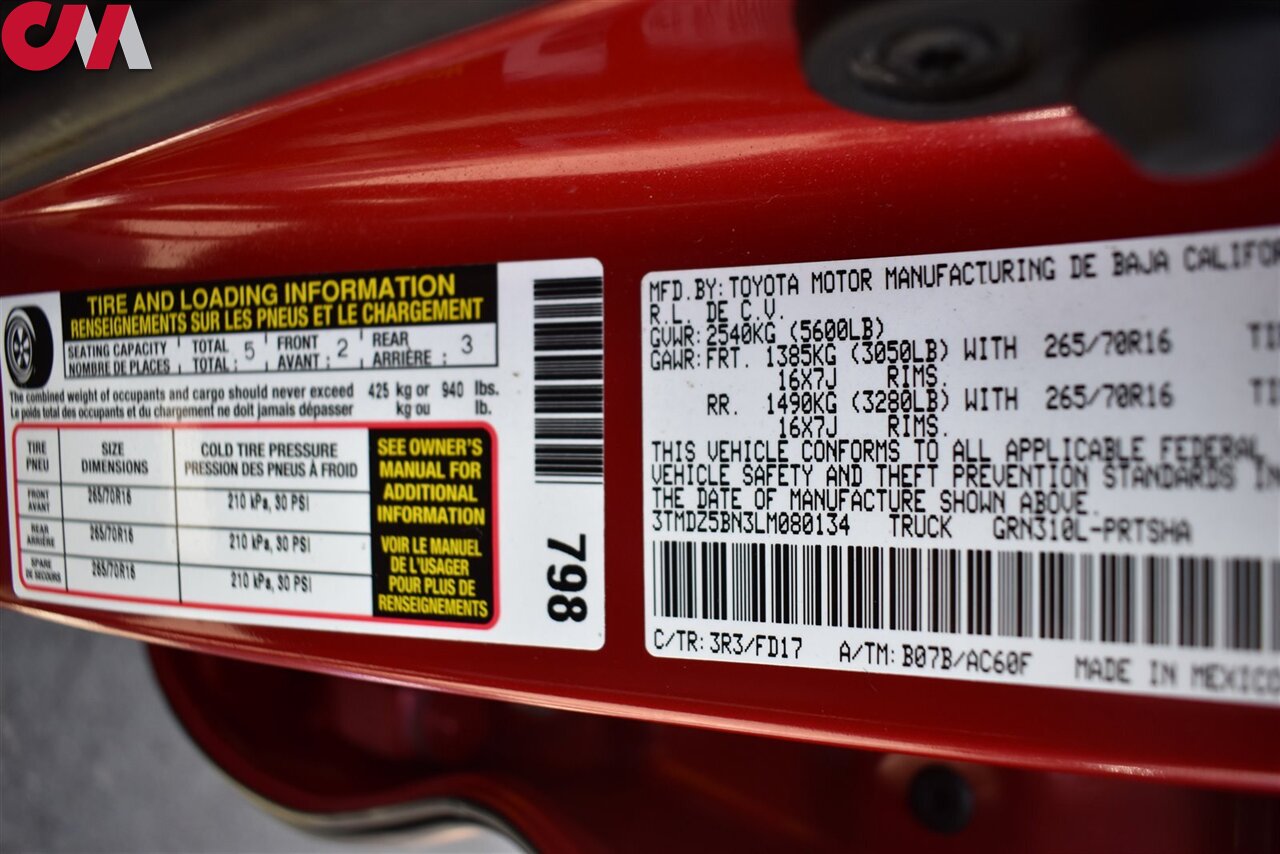 CM
TIRE AND LOADING INFORMATION
RENSEIGNEMENTS SUR LES PNEUS ET LE CHARGEMENT
SEATING CAPACITY TOTAL FRONT REAR
NOMBRE DE PLACES TOTAL : 5 AVANT : 2 ARRIÈRE : 3
The combined weight of occupants and cargo should never exceed 425 kg or 940 lbs.
Le poids total des occupants et du chargement ne doit jamais dépasser kg ou lb.
TIRE SIZE COLD TIRE PRESSURE
PNEU DIMENSIONS PRESSION DES PNEUS À FROID
FRONT
AVANT 265/70R16 210 kPa, 30 PSI
REAR
ARRIÈRE 265/70R16 210 kPa, 30 PSI
SPARE
DE SECOURS 265/70R16 210 kPa, 30 PSI
SEE OWNER'S
MANUAL FOR
ADDITIONAL
INFORMATION
VOIR LE MANUEL
DE L'USAGER
POUR PLUS DE
RENSEIGNEMENTS
798
MFD.BY:TOYOTA MOTOR MANUFACTURING DE BAJA CALIFOR
R.L. DE C.V.
GVWR:2540KG (5600LB)
GAWR:FRT. 1385KG (3050LB) WITH 265/70R16 TI
16X7J RIMS.
RR. 1490KG (3280LB) WITH 265/70R16 TI
16X7J RIMS.
THIS VEHICLE CONFORMS TO ALL APPLICABLE FEDERAL
VEHICLE SAFETY AND THEFT PREVENTION STANDARDS IN
THE DATE OF MANUFACTURE SHOWN ABOVE.
3TMDZ5BN3LM080134 TRUCK GRN310L-PRTSHA
C/TR:3R3/FD17 A/TM:B07B/AC60F MADE IN MEXICO